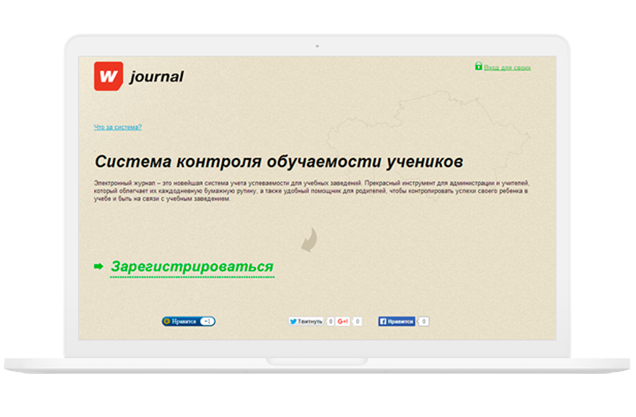 w journal
Вход для своих
Что за система?
Система контроля обучаемости учеников
Электронный журнал – это новейшая система учета успеваемости для учебных заведений. Прекрасный инструмент для администрации и учителей,
который облегчает их каждодневную бумажную рутину, а также удобный помощник для родителей, чтобы контролировать успехи своего ребенка в
учебе и быть на связи с учебным заведением.
Зарегистрироваться
Нравится +1 Твитнуть 0 G+1 0 Нравится 0